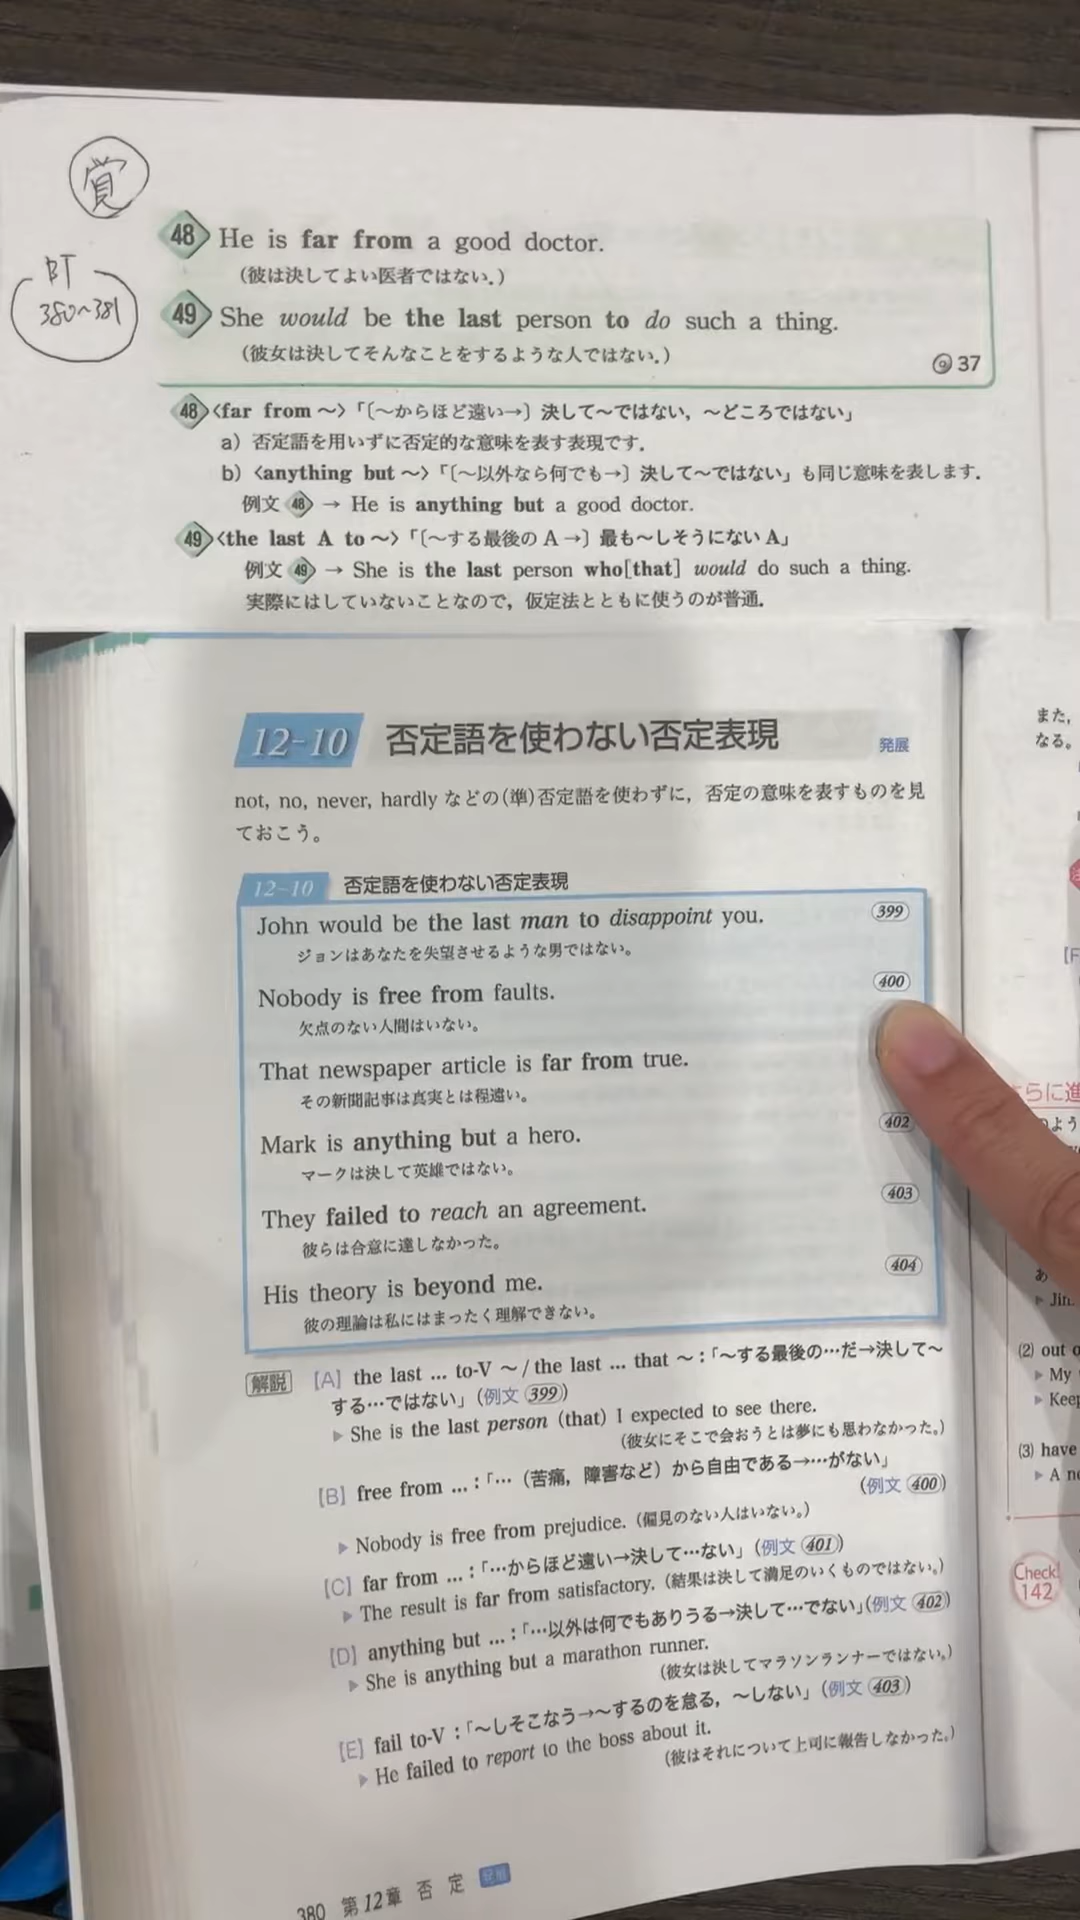 覚
BT
380~381
48 He is far from a good doctor.
(彼は決してよい医者ではない.)
49 She would be the last person to do such a thing.
(彼女は決してそんなことをするような人ではない.)
37
48 〈far from ～〉「〔～からほど遠い→〕決して～ではない，～どころではない」
a) 否定語を用いずに否定的な意味を表す表現です.
b) 〈anything but ～〉「〔～以外なら何でも→〕決して～ではない」も同じ意味を表します.
例文 48 → He is anything but a good doctor.
49 〈the last A to ～〉「〔～する最後の A →〕最も～しそうにない A」
例文 49 → She is the last person who[that] would do such a thing.
実際にはしていないことなので，仮定法とともに使うのが普通.
12-10 否定語を使わない否定表現 発展
not, no, never, hardly などの(準)否定語を使わずに，否定の意味を表すものを見
ておこう。
12-10 否定語を使わない否定表現
John would be the last man to disappoint you. 399
ジョンはあなたを失望させるような男ではない。
Nobody is free from faults. 400
欠点のない人間はいない。
That newspaper article is far from true.
その新聞記事は真実とは程遠い。
Mark is anything but a hero. 402
マークは決して英雄ではない。
They failed to reach an agreement. 403
彼らは合意に達しなかった。
His theory is beyond me. 404
彼の理論は私にはまったく理解できない。
解説 [A] the last … to-V ～ / the last … that ～ :「～する最後の…だ→決して～
する…ではない」(例文 399)
▶ She is the last person (that) I expected to see there.
(彼女にそこで会おうとは夢にも思わなかった。)
[B] free from … :「…（苦痛，障害など）から自由である→…がない」
(例文 400)
▶ Nobody is free from prejudice. (偏見のない人はいない。)
[C] far from … :「…からほど遠い→決して…ない」(例文 401)
▶ The result is far from satisfactory. (結果は決して満足のいくものではない。)
[D] anything but … :「…以外は何でもありうる→決して…でない」(例文 402)
▶ She is anything but a marathon runner.
(彼女は決してマラソンランナーではない。)
[E] fail to-V :「～しそこなう→～するのを怠る，～しない」(例文 403)
▶ He failed to report to the boss about it.
(彼はそれについて上司に報告しなかった。)
380 第12章 否 定 発展
また，
なる。
[F
らに進
のよう
あ
▶ Jim
(2) out o
▶ My
▶ Keep
(3) have
▶ A ne
Check!
142